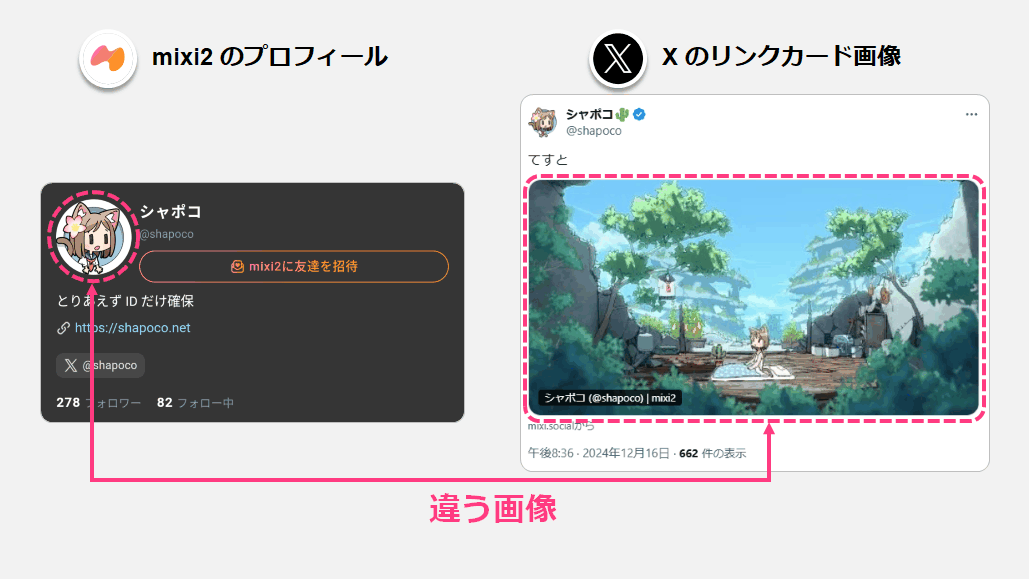 mixi2 のプロフィール
X のリンクカード画像
シャポコ
@shapoco
mixi2に友達を招待
とりあえず ID だけ確保
https://shapoco.net
@shapoco
278 フォロワー 82 フォロー中
シャポコ🌵
@shapoco
てすと
シャポコ (@shapoco) | mixi2
mixi.socialから
午後8:36 · 2024年12月16日 · 662 件の表示
違う画像